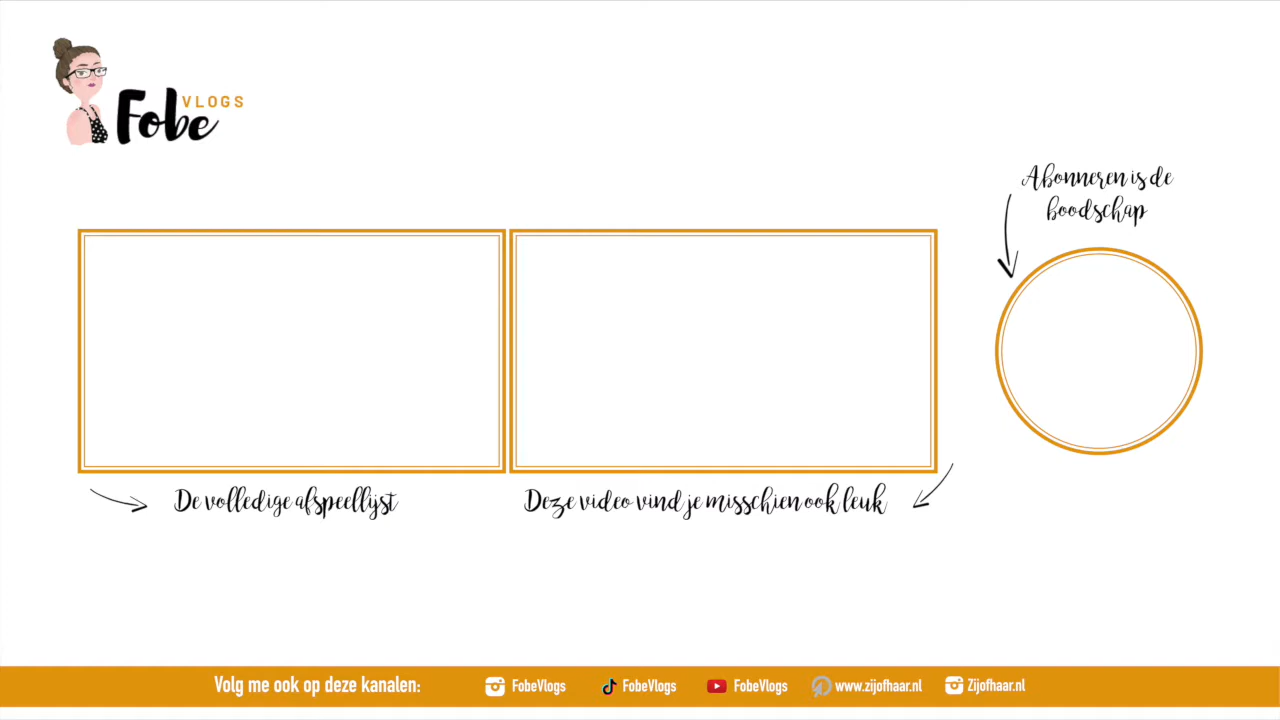 VLOGS
Fobe
Abonneren is de
boodschap
De volledige afspeellijst
Deze video vind je misschien ook leuk
Volg me ook op deze kanalen: FobeVlogs FobeVlogs FobeVlogs www.zijofhaar.nl Zijofhaar.nl